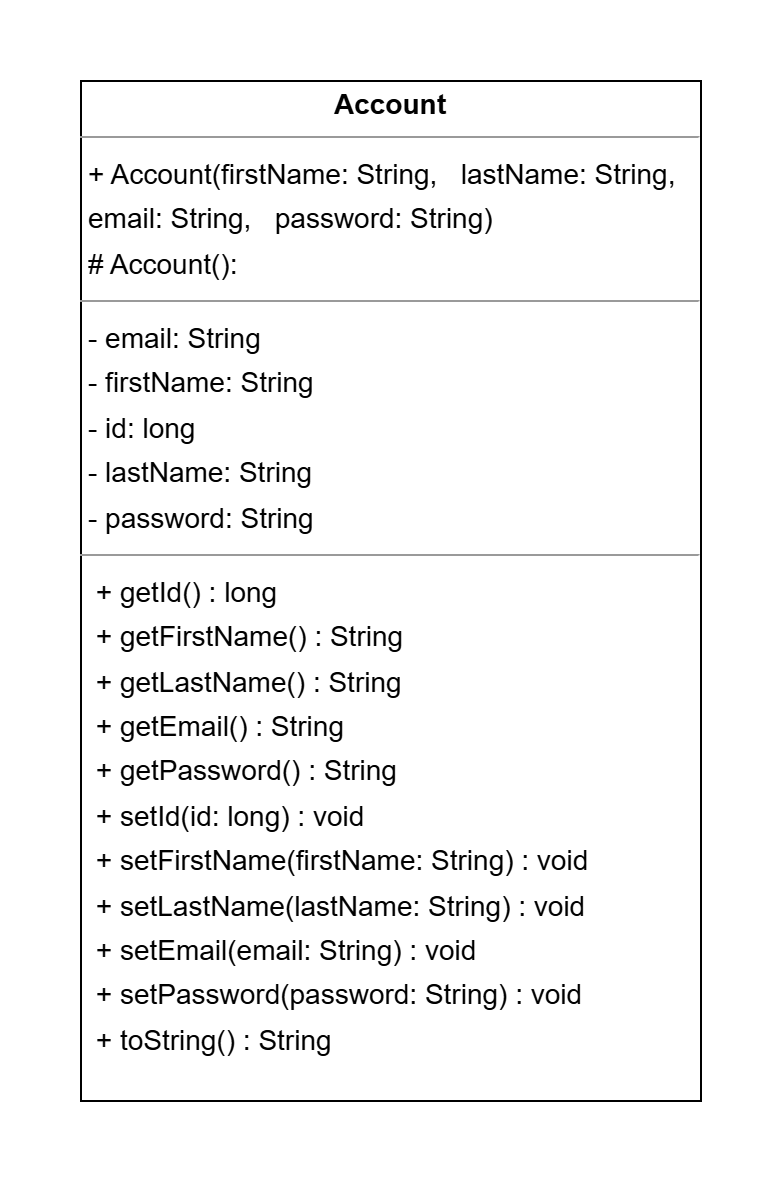 Account
+ Account(firstName: String, lastName: String,
email: String, password: String)
# Account():
- email: String
- firstName: String
- id: long
- lastName: String
- password: String
+ getId() : long
+ getFirstName() : String
+ getLastName() : String
+ getEmail() : String
+ getPassword() : String
+ setId(id: long) : void
+ setFirstName(firstName: String) : void
+ setLastName(lastName: String) : void
+ setEmail(email: String) : void
+ setPassword(password: String) : void
+ toString() : String